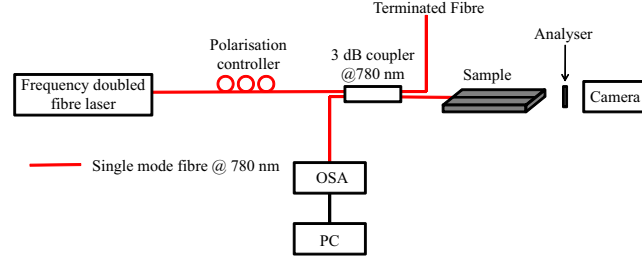 Terminated Fibre
Polarisation
controller
3 dB coupler
@780 nm
Analyser
Sample
Frequency doubled
fibre laser
Camera
Single mode fibre @ 780 nm
OSA
PC